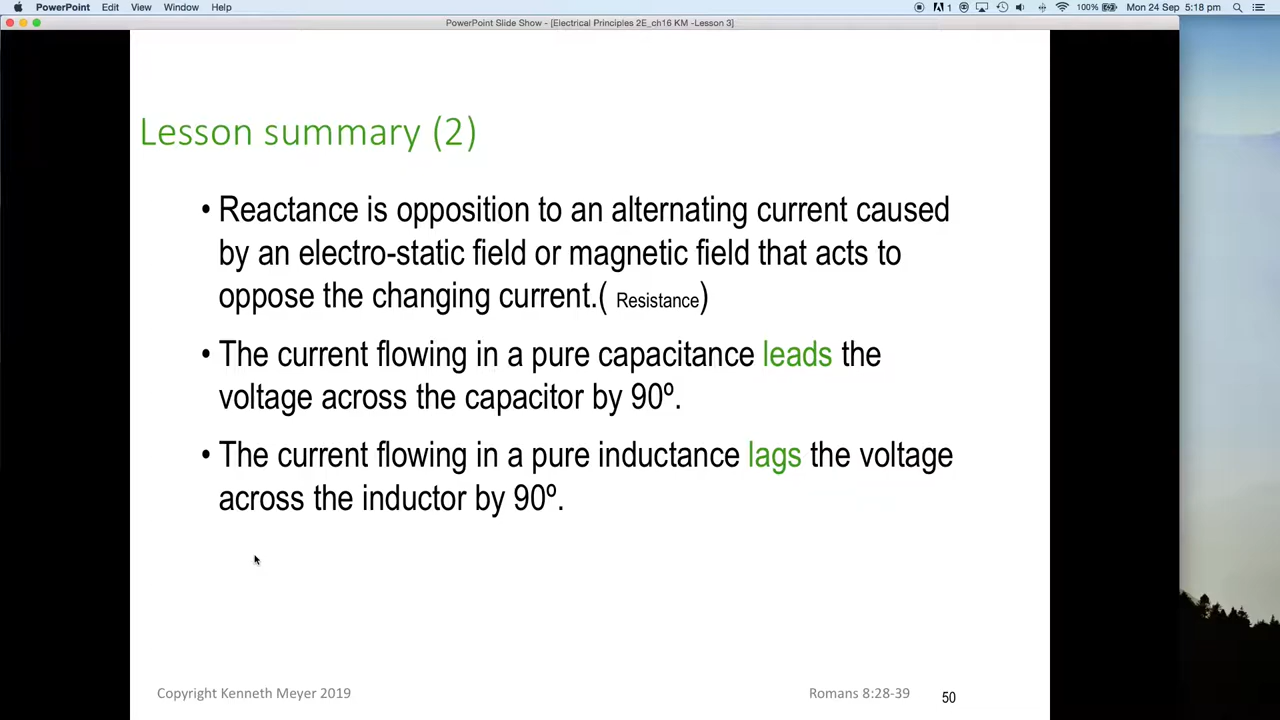 PowerPoint Edit View Window Help 1 100% Mon 24 Sep 5:18 pm
PowerPoint Slide Show - [Electrical Principles 2E_ch16 KM -Lesson 3]
Lesson summary (2)
• Reactance is opposition to an alternating current caused
by an electro-static field or magnetic field that acts to
oppose the changing current.( Resistance)
• The current flowing in a pure capacitance leads the
voltage across the capacitor by 90º.
• The current flowing in a pure inductance lags the voltage
across the inductor by 90º.
Copyright Kenneth Meyer 2019 Romans 8:28-39 50